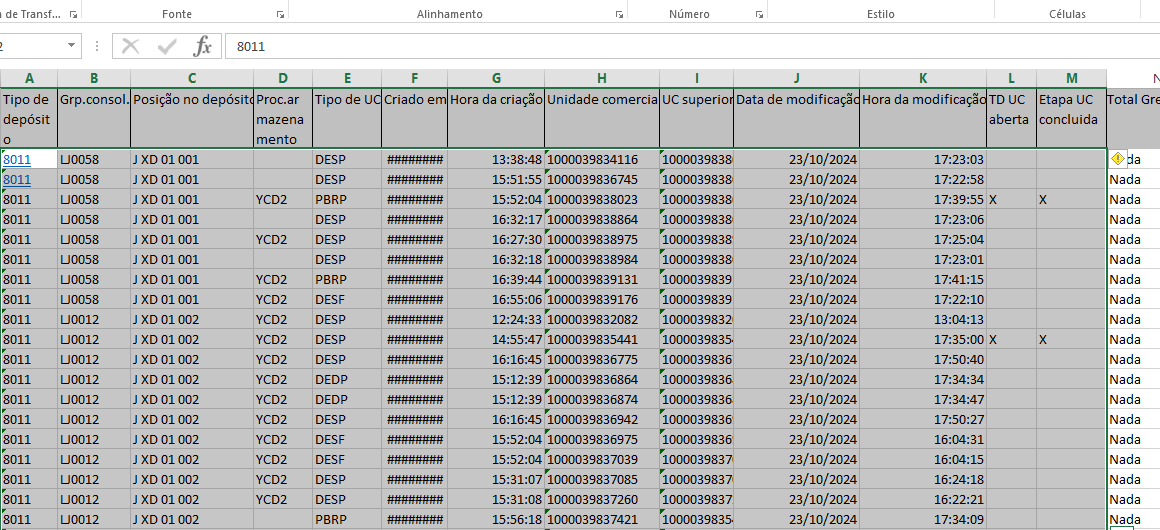 a de Transf... Fonte Alinhamento Número Estilo Células
2 fx 8011
A B C D E F G H I J K L M N
Tipo de depósito Grp.consol. Posição no depósito Proc.armazenamento Tipo de UC Criado em Hora da criação Unidade comercia UC superior Data de modificação Hora da modificação TD UC aberta Etapa UC concluida Total Gre
8011 LJ0058 J XD 01 001 DESP ######## 13:38:48 1000039834116 1000039838 23/10/2024 17:23:03 da
8011 LJ0058 J XD 01 001 DESP ######## 15:51:55 1000039836745 1000039838 23/10/2024 17:22:58 Nada
8011 LJ0058 J XD 01 001 YCD2 PBRP ######## 15:52:04 1000039838023 1000039838 23/10/2024 17:39:55 X X Nada
8011 LJ0058 J XD 01 001 DESP ######## 16:32:17 1000039838864 1000039838 23/10/2024 17:23:06 Nada
8011 LJ0058 J XD 01 001 YCD2 DESP ######## 16:27:30 1000039838975 1000039838 23/10/2024 17:25:04 Nada
8011 LJ0058 J XD 01 001 DESP ######## 16:32:18 1000039838984 1000039838 23/10/2024 17:23:01 Nada
8011 LJ0058 J XD 01 001 YCD2 PBRP ######## 16:39:44 1000039839131 1000039839 23/10/2024 17:41:15 Nada
8011 LJ0058 J XD 01 001 YCD2 DESF ######## 16:55:06 1000039839176 1000039839 23/10/2024 17:22:10 Nada
8011 LJ0012 J XD 01 002 YCD2 DESP ######## 12:24:33 1000039832082 1000039832 23/10/2024 13:04:13 Nada
8011 LJ0012 J XD 01 002 YCD2 DESP ######## 14:55:47 1000039835441 1000039835 23/10/2024 17:35:00 X X Nada
8011 LJ0012 J XD 01 002 YCD2 DESP ######## 16:16:45 1000039836775 1000039836 23/10/2024 17:50:40 Nada
8011 LJ0012 J XD 01 002 YCD2 DEDP ######## 15:12:39 1000039836864 1000039836 23/10/2024 17:34:34 Nada
8011 LJ0012 J XD 01 002 YCD2 DEDP ######## 15:12:39 1000039836874 1000039836 23/10/2024 17:34:47 Nada
8011 LJ0012 J XD 01 002 YCD2 DESP ######## 16:16:45 1000039836942 1000039836 23/10/2024 17:50:27 Nada
8011 LJ0012 J XD 01 002 YCD2 DESF ######## 15:52:04 1000039836975 1000039836 23/10/2024 16:04:31 Nada
8011 LJ0012 J XD 01 002 YCD2 DESF ######## 15:52:04 1000039837039 1000039837 23/10/2024 16:04:15 Nada
8011 LJ0012 J XD 01 002 YCD2 DESP ######## 15:31:07 1000039837085 1000039837 23/10/2024 16:24:18 Nada
8011 LJ0012 J XD 01 002 YCD2 DESP ######## 15:31:08 1000039837260 1000039837 23/10/2024 16:22:21 Nada
8011 LJ0012 J XD 01 002 PBRP ######## 15:56:18 1000039837421 1000039835 23/10/2024 17:34:09 Nada